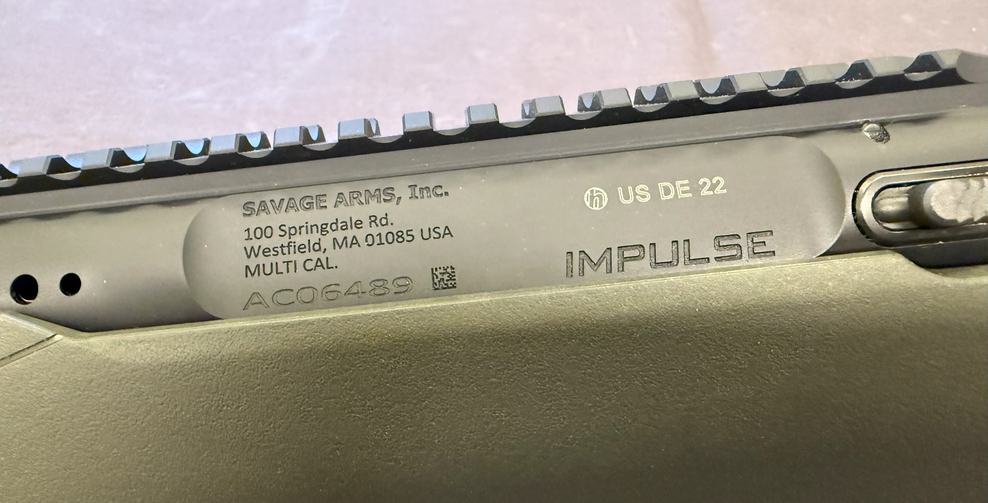 SAVAGE ARMS, Inc.
100 Springdale Rd.
Westfield, MA 01085 USA
MULTI CAL.
AC06489
US DE 22
IMPULSE